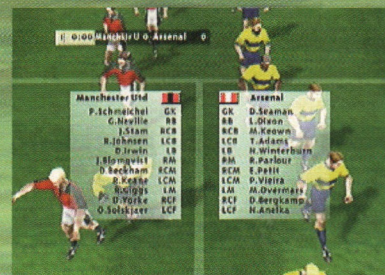 1 0:00 Manchstr U 0 Arsenal 0
Manchester Utd
P.Schmeichel GK
G.Neville RB
J.Stam RCB
R.Johnsen LCB
D.Irwin LB
J.Blomqvist RM
D.Beckham RCM
R.Keane LCM
R.Giggs LM
D.Yorke RCF
O.Solskjaer LCF
Arsenal
GK D.Seaman
RB L.Dixon
RCB M.Keown
LCB T.Adams
LB N.Winterburn
RM R.Parlour
RCM E.Petit
LCM P.Vieira
LM M.Overmars
RCF D.Bergkamp
LCF N.Anelka